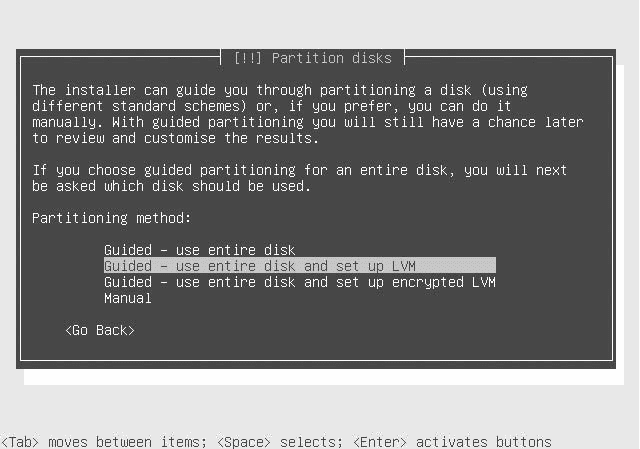 [!!] Partition disks
The installer can guide you through partitioning a disk (using
different standard schemes) or, if you prefer, you can do it
manually. With guided partitioning you will still have a chance later
to review and customise the results.
If you choose guided partitioning for an entire disk, you will next
be asked which disk should be used.
Partitioning method:
Guided – use entire disk
Guided – use entire disk and set up LVM
Guided – use entire disk and set up encrypted LVM
Manual
<Go Back>
<Tab> moves between items; <Space> selects; <Enter> activates buttons